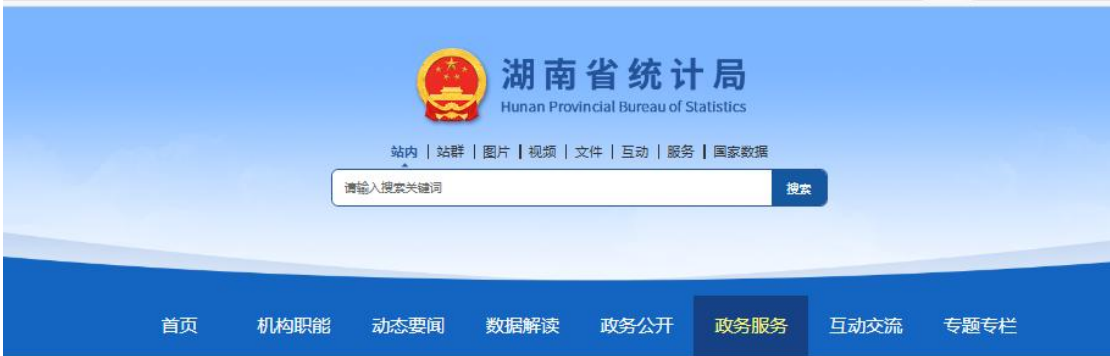 湖南省统计局
Hunan Provincial Bureau of Statistics
站内 | 站群 | 图片 | 视频 | 文件 | 互动 | 服务 | 国家数据
请输入搜索关键词 搜索
首页 机构职能 动态要闻 数据解读 政务公开 政务服务 互动交流 专题专栏